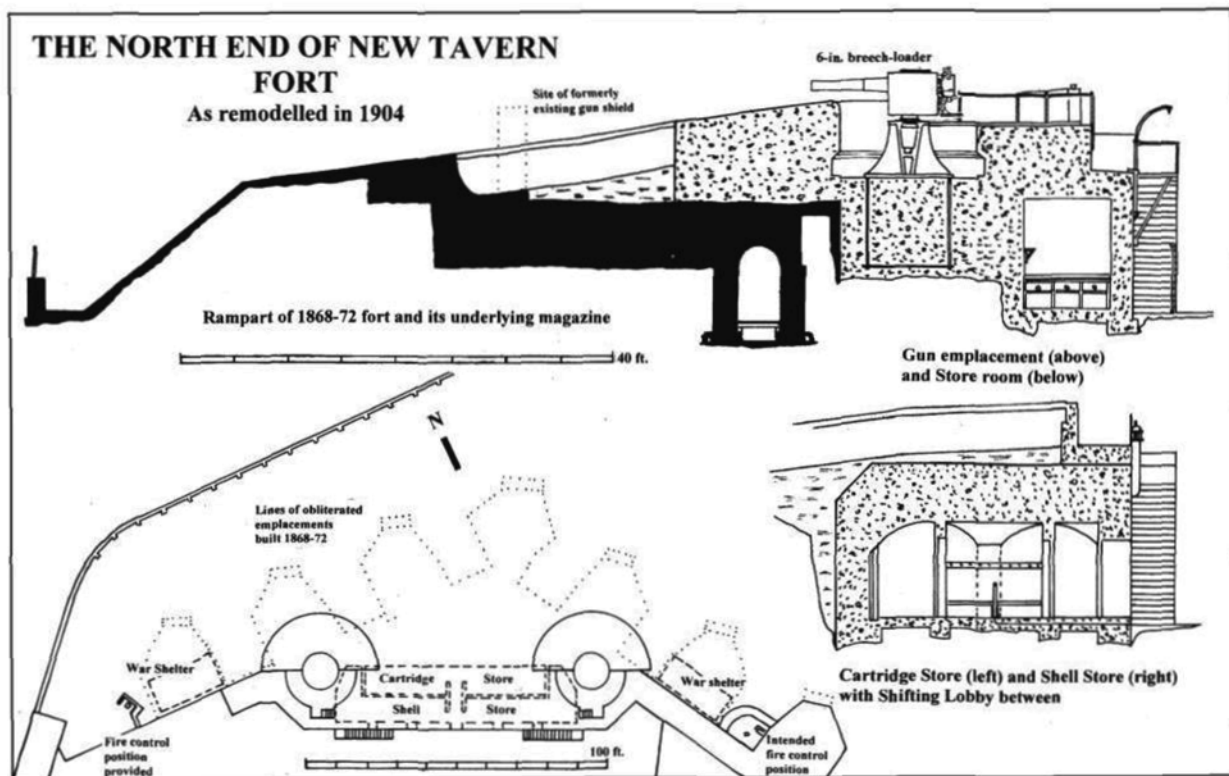 THE NORTH END OF NEW TAVERN
FORT
As remodelled in 1904
Site of formerly
existing gun shield
6-in. breech-loader
Rampart of 1868-72 fort and its underlying magazine
40 ft.
Gun emplacement (above)
and Store room (below)
N
Lines of obliterated
emplacements
built 1868-72
War Shelter
Cartridge Store
Shell Store
War shelter
Fire control
position
provided
100 ft.
Intended
fire control
position
Cartridge Store (left) and Shell Store (right)
with Shifting Lobby between